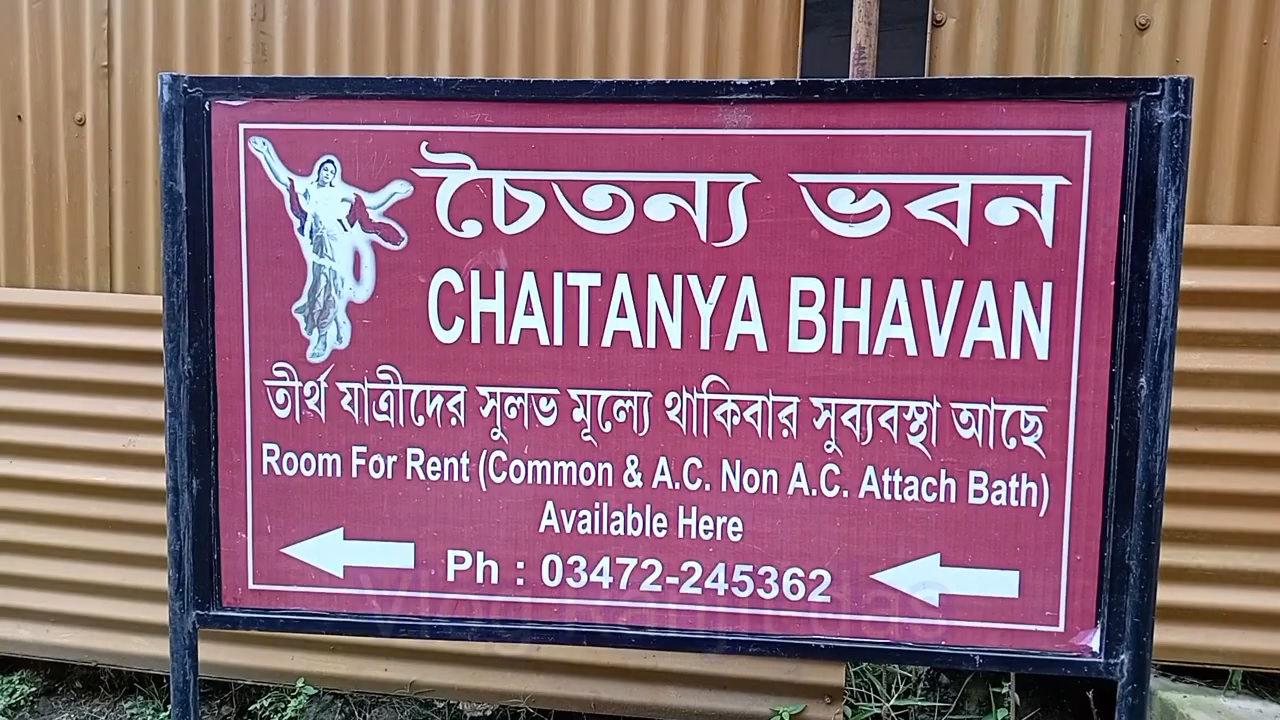 চৈতন্য ভবন
CHAITANYA BHAVAN
তীর্থ যাত্রীদের সুলভ মূল্যে থাকিবার সুব্যবস্থা আছে
Room For Rent (Common & A.C. Non A.C. Attach Bath)
Available Here
Ph : 03472-245362